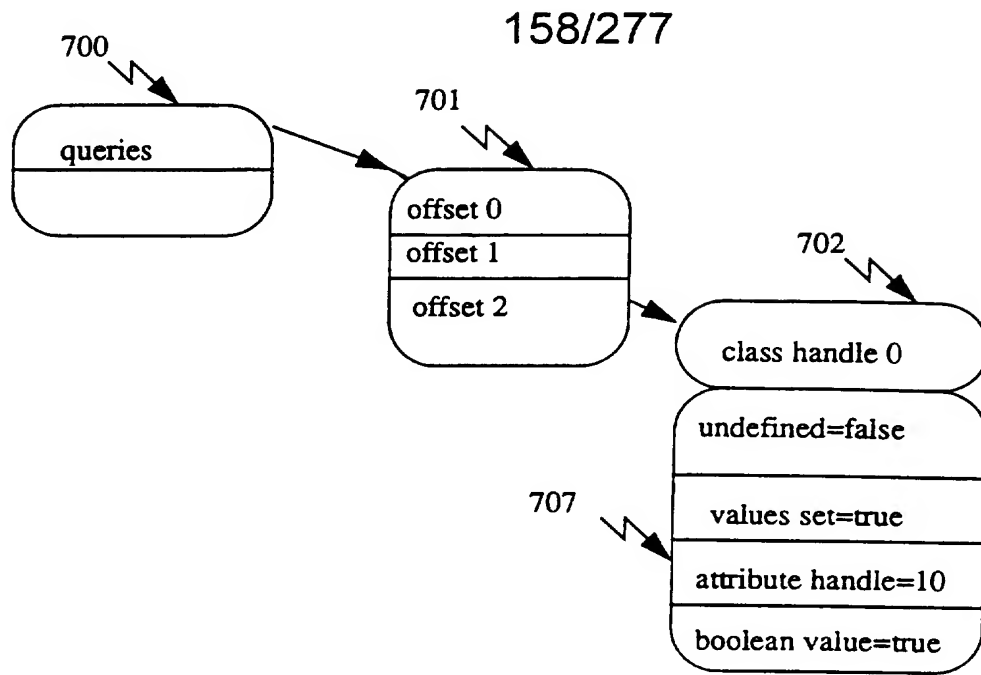 158/277
700
queries
701
offset 0
offset 1
offset 2
702
class handle 0
undefined=false
values set=true
707
attribute handle=10
boolean value=true